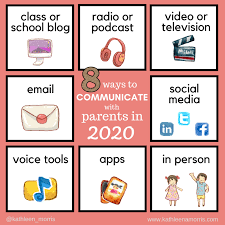 class or
school blog
radio or
podcast
video or
television
email
8 ways to
COMMUNICATE
with
parents in
2020
social
media
voice tools
apps
in person
@kathleen_morris
www.kathleenamorris.com